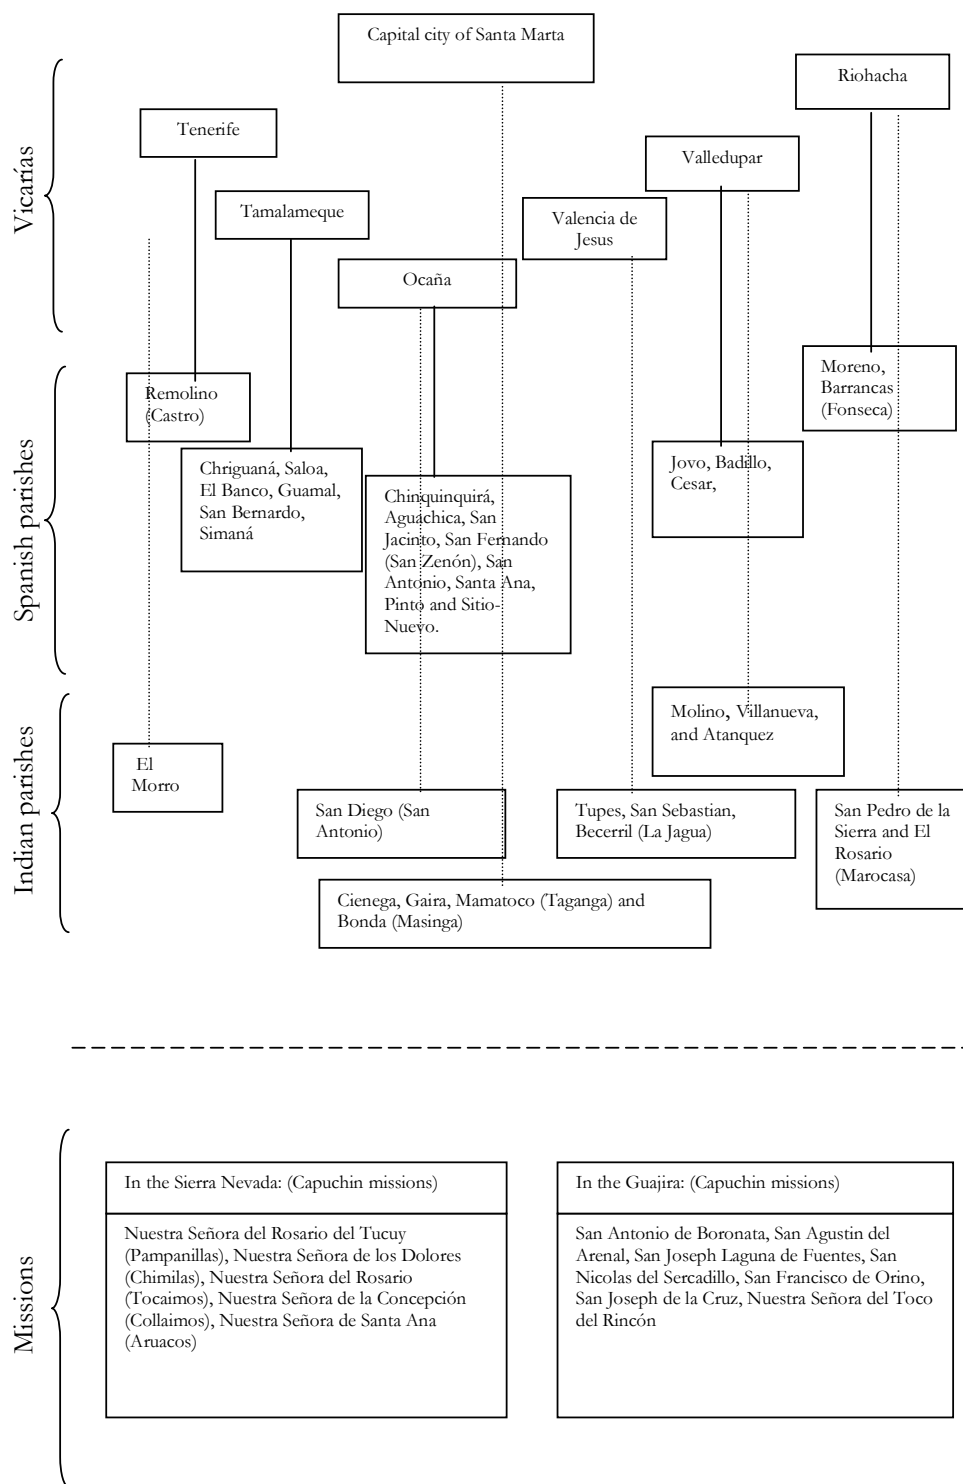 Capital city of Santa Marta
Riohacha
Tenerife
Valledupar
Tamalameque
Valencia de
Jesus
Ocaña
Vicarías
Moreno,
Barrancas
(Fonseca)
Remolino
(Castro)
Chriguaná, Saloa,
El Banco, Guamal,
San Bernardo,
Simaná
Jovo, Badillo,
Cesar,
Chinquinquirá,
Aguachica, San
Jacinto, San Fernando
(San Zenón), San
Antonio, Santa Ana,
Pinto and Sitio-
Nuevo.
Spanish parishes
Molino, Villanueva,
and Atanquez
El
Morro
San Diego (San
Antonio)
Tupes, San Sebastian,
Becerril (La Jagua)
San Pedro de la
Sierra and El
Rosario
(Marocasa)
Cienega, Gaira, Mamatoco (Taganga) and
Bonda (Masinga)
Indian parishes
In the Sierra Nevada: (Capuchin missions)
Nuestra Señora del Rosario del Tucuy
(Pampanillas), Nuestra Señora de los Dolores
(Chimilas), Nuestra Señora del Rosario
(Tocaimos), Nuestra Señora de la Concepción
(Collaimos), Nuestra Señora de Santa Ana
(Aruacos)
In the Guajira: (Capuchin missions)
San Antonio de Boronata, San Agustin del
Arenal, San Joseph Laguna de Fuentes, San
Nicolas del Sercadillo, San Francisco de Orino,
San Joseph de la Cruz, Nuestra Señora del Toco
del Rincón
Missions